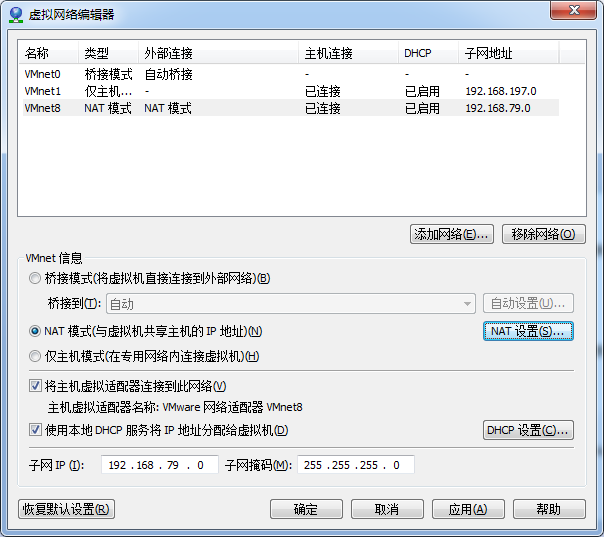 虚拟网络编辑器
名称 类型 外部连接 主机连接 DHCP 子网地址
VMnet0 桥接模式 自动桥接 - - -
VMnet1 仅主机... - 已连接 已启用 192.168.197.0
VMnet8 NAT 模式 NAT 模式 已连接 已启用 192.168.79.0
添加网络(E)... 移除网络(O)
VMnet 信息
桥接模式(将虚拟机直接连接到外部网络)(B)
桥接到(T): 自动 自动设置(U)...
NAT 模式(与虚拟机共享主机的 IP 地址)(N) NAT 设置(S)...
仅主机模式(在专用网络内连接虚拟机)(H)
将主机虚拟适配器连接到此网络(V)
主机虚拟适配器名称: VMware 网络适配器 VMnet8
使用本地 DHCP 服务将 IP 地址分配给虚拟机(D) DHCP 设置(C)...
子网 IP (I): 192 . 168 . 79 . 0 子网掩码(M): 255 . 255 . 255 . 0
恢复默认设置(R) 确定 取消 应用(A) 帮助